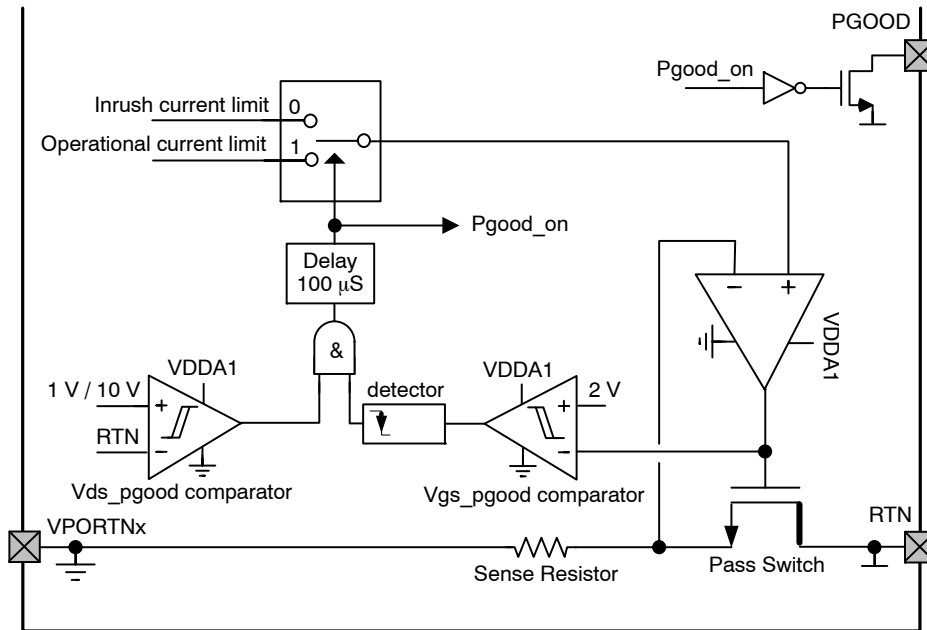 PGOOD
Pgood_on
Inrush current limit
0
Operational current limit
1
Pgood_on
Delay
100 μS
−
+
VDDA1
&
VDDA1
VDDA1
1 V / 10 V
+
detector
+
2 V
RTN
−
−
Vds_pgood comparator
Vgs_pgood comparator
VPORTNx
RTN
Sense Resistor
Pass Switch